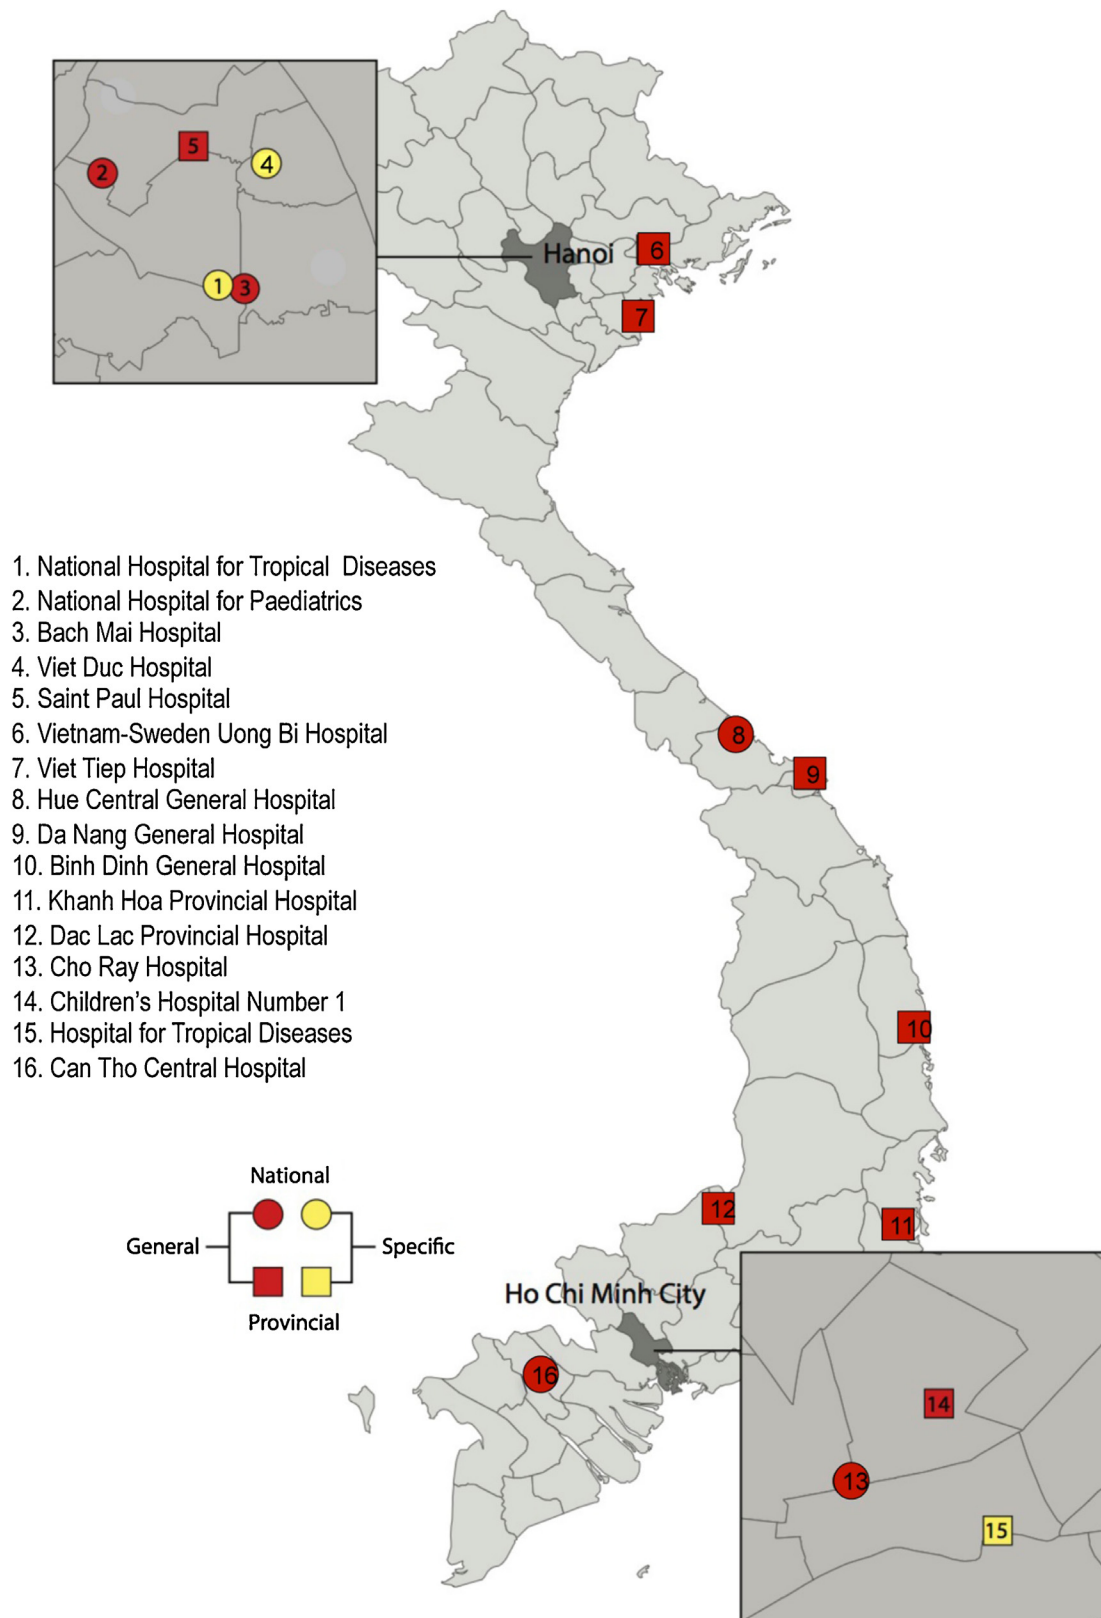 5
2
4
1
3
Hanoi
6
7
1. National Hospital for Tropical Diseases
2. National Hospital for Paediatrics
3. Bach Mai Hospital
4. Viet Duc Hospital
5. Saint Paul Hospital
6. Vietnam-Sweden Uong Bi Hospital
7. Viet Tiep Hospital
8. Hue Central General Hospital
9. Da Nang General Hospital
10. Binh Dinh General Hospital
11. Khanh Hoa Provincial Hospital
12. Dac Lac Provincial Hospital
13. Cho Ray Hospital
14. Children's Hospital Number 1
15. Hospital for Tropical Diseases
16. Can Tho Central Hospital
8
9
10
12
11
National
General
Specific
Provincial
Ho Chi Minh City
16
14
13
15